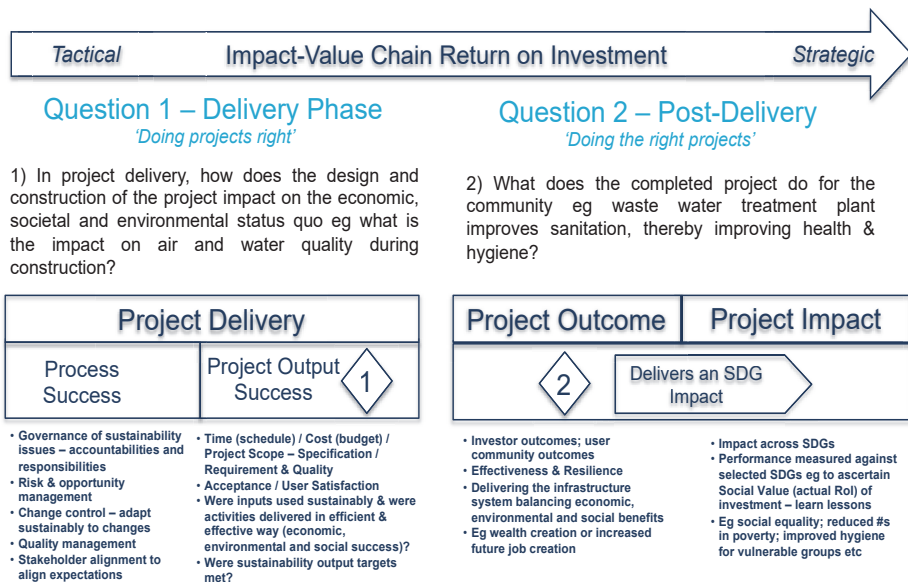 Tactical Impact-Value Chain Return on Investment Strategic
Question 1 – Delivery Phase
'Doing projects right'
1) In project delivery, how does the design and
construction of the project impact on the economic,
societal and environmental status quo eg what is
the impact on air and water quality during
construction?
Question 2 – Post-Delivery
'Doing the right projects'
2) What does the completed project do for the
community eg waste water treatment plant
improves sanitation, thereby improving health &
hygiene?
Project Delivery
Process
Success
Project Output
Success
1
• Governance of sustainability
issues – accountabilities and
responsibilities
• Risk & opportunity
management
• Change control – adapt
sustainably to changes
• Quality management
• Stakeholder alignment to
align expectations
• Time (schedule) / Cost (budget) /
Project Scope – Specification /
Requirement & Quality
• Acceptance / User Satisfaction
• Were inputs used sustainably & were
activities delivered in efficient &
effective way (economic,
environmental and social success)?
• Were sustainability output targets
met?
Project Outcome
Project Impact
2
Delivers an SDG
Impact
• Investor outcomes; user
community outcomes
• Effectiveness & Resilience
• Delivering the infrastructure
system balancing economic,
environmental and social benefits
• Eg wealth creation or increased
future job creation
• Impact across SDGs
• Performance measured against
selected SDGs eg to ascertain
Social Value (actual RoI) of
investment – learn lessons
• Eg social equality; reduced #s
in poverty; improved hygiene
for vulnerable groups etc